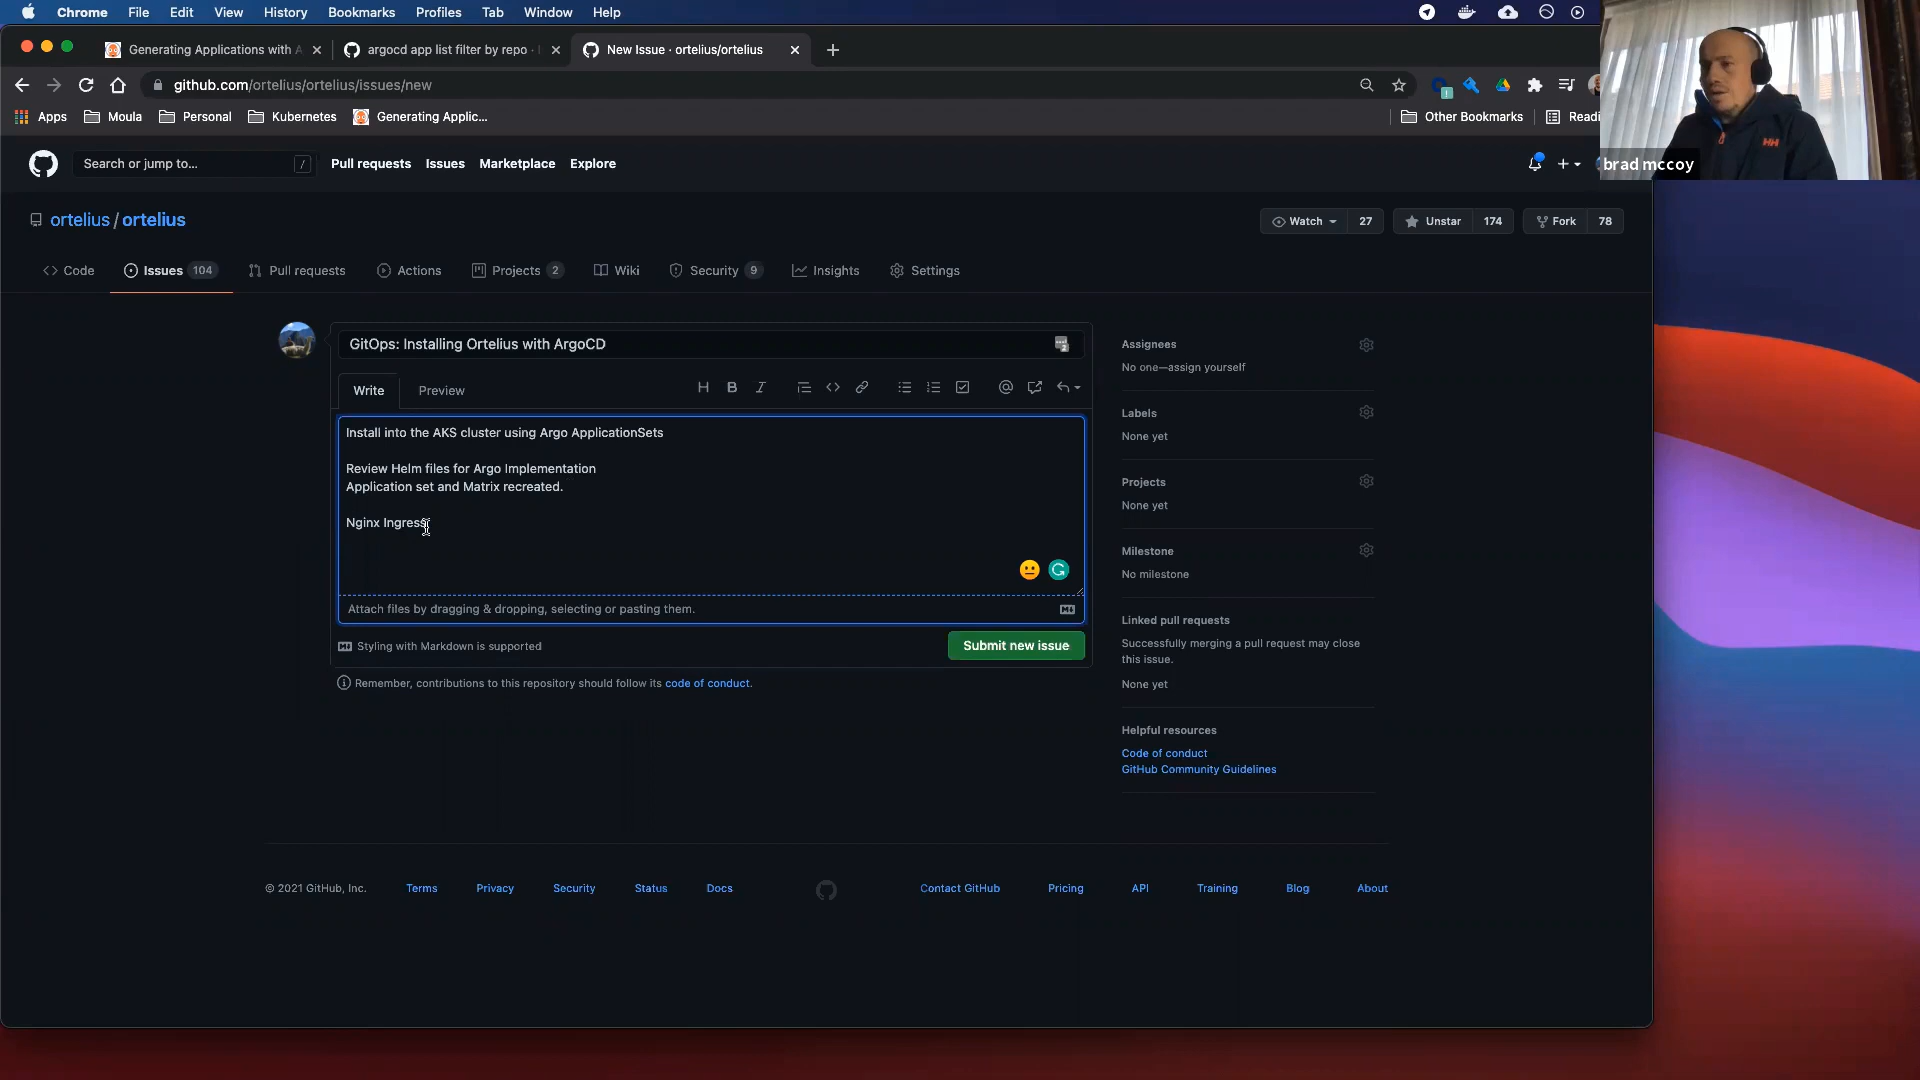 Chrome File Edit View History Bookmarks Profiles Tab Window Help
Generating Applications with A
argocd app list filter by repo ·
New Issue · ortelius/ortelius
github.com/ortelius/ortelius/issues/new
Apps Moula Personal Kubernetes Generating Applic... Other Bookmarks
brad mccoy
Search or jump to... / Pull requests Issues Marketplace Explore
ortelius / ortelius
Watch 27 Unstar 174 Fork 78
Code Issues 104 Pull requests Actions Projects 2 Wiki Security 9 Insights Settings
GitOps: Installing Ortelius with ArgoCD
Write Preview
Install into the AKS cluster using Argo ApplicationSets
Review Helm files for Argo Implementation
Application set and Matrix recreated.
Nginx Ingress
Attach files by dragging & dropping, selecting or pasting them.
Styling with Markdown is supported
Submit new issue
Remember, contributions to this repository should follow its code of conduct.
Assignees
No one—assign yourself
Labels
None yet
Projects
None yet
Milestone
No milestone
Linked pull requests
Successfully merging a pull request may close
this issue.
None yet
Helpful resources
Code of conduct
GitHub Community Guidelines
© 2021 GitHub, Inc. Terms Privacy Security Status Docs Contact GitHub Pricing API Training Blog About